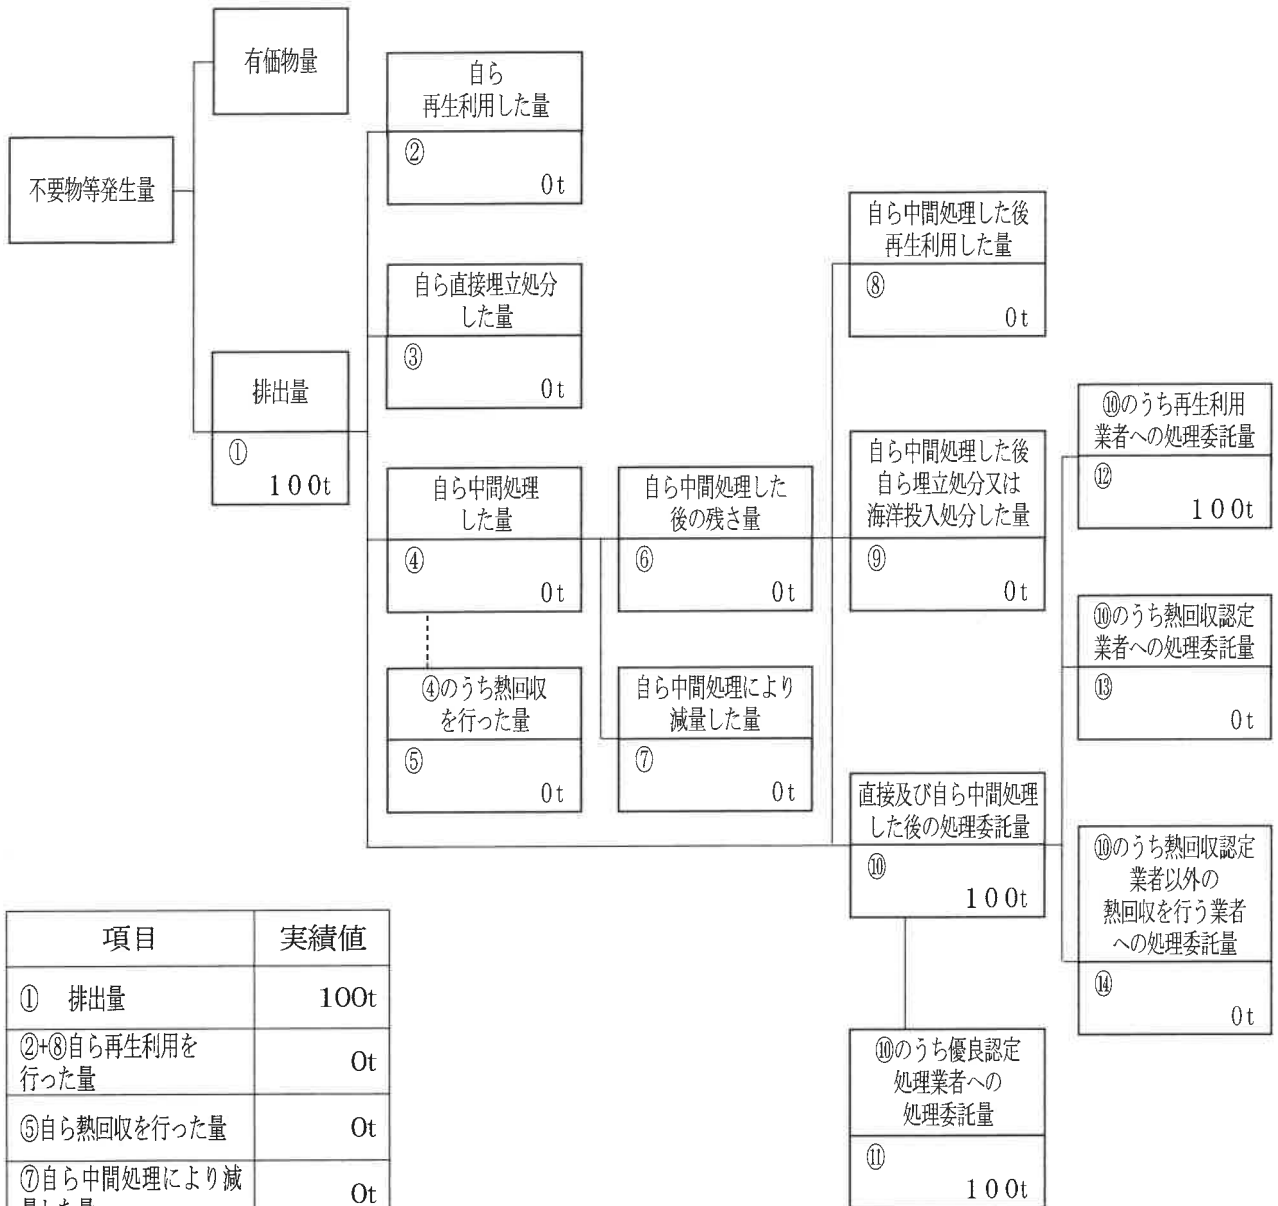 有価物量
不要物等発生量
排出量
①
100t
自ら
再生利用した量
②
0t
自ら直接埋立処分
した量
③
0t
自ら中間処理
した量
④
0t
④のうち熱回収
を行った量
⑤
0t
自ら中間処理した
後の残さ量
⑥
0t
自ら中間処理により
減量した量
⑦
0t
自ら中間処理した後
再生利用した量
⑧
0t
自ら中間処理した後
自ら埋立処分又は
海洋投入処分した量
⑨
0t
直接及び自ら中間処理
した後の処理委託量
⑩
100t
⑩のうち優良認定
処理業者への
処理委託量
⑪
100t
⑩のうち再生利用
業者への処理委託量
⑫
100t
⑩のうち熱回収認定
業者への処理委託量
⑬
0t
⑩のうち熱回収認定
業者以外の
熱回収を行う業者
への処理委託量
⑭
0t
項目 実績値
① 排出量 100t
②+⑧自ら再生利用を
行った量 0t
⑤自ら熱回収を行った量 0t
⑦自ら中間処理により減 0t